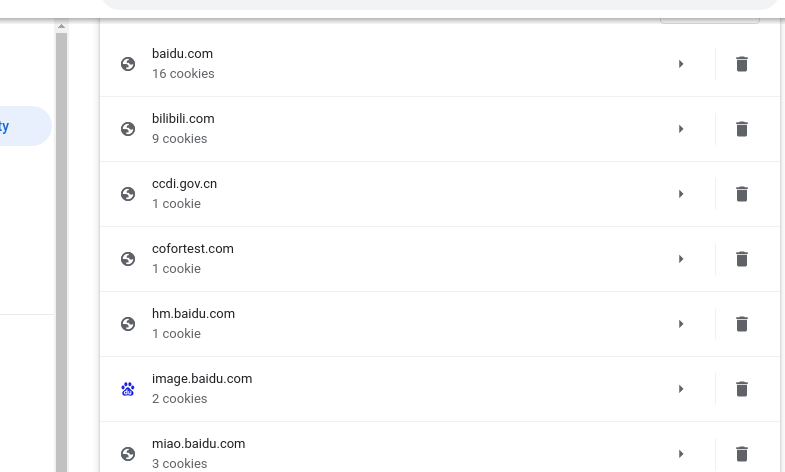 ty
baidu.com
16 cookies
bilibili.com
9 cookies
ccdi.gov.cn
1 cookie
cofortest.com
1 cookie
hm.baidu.com
1 cookie
image.baidu.com
2 cookies
miao.baidu.com
3 cookies